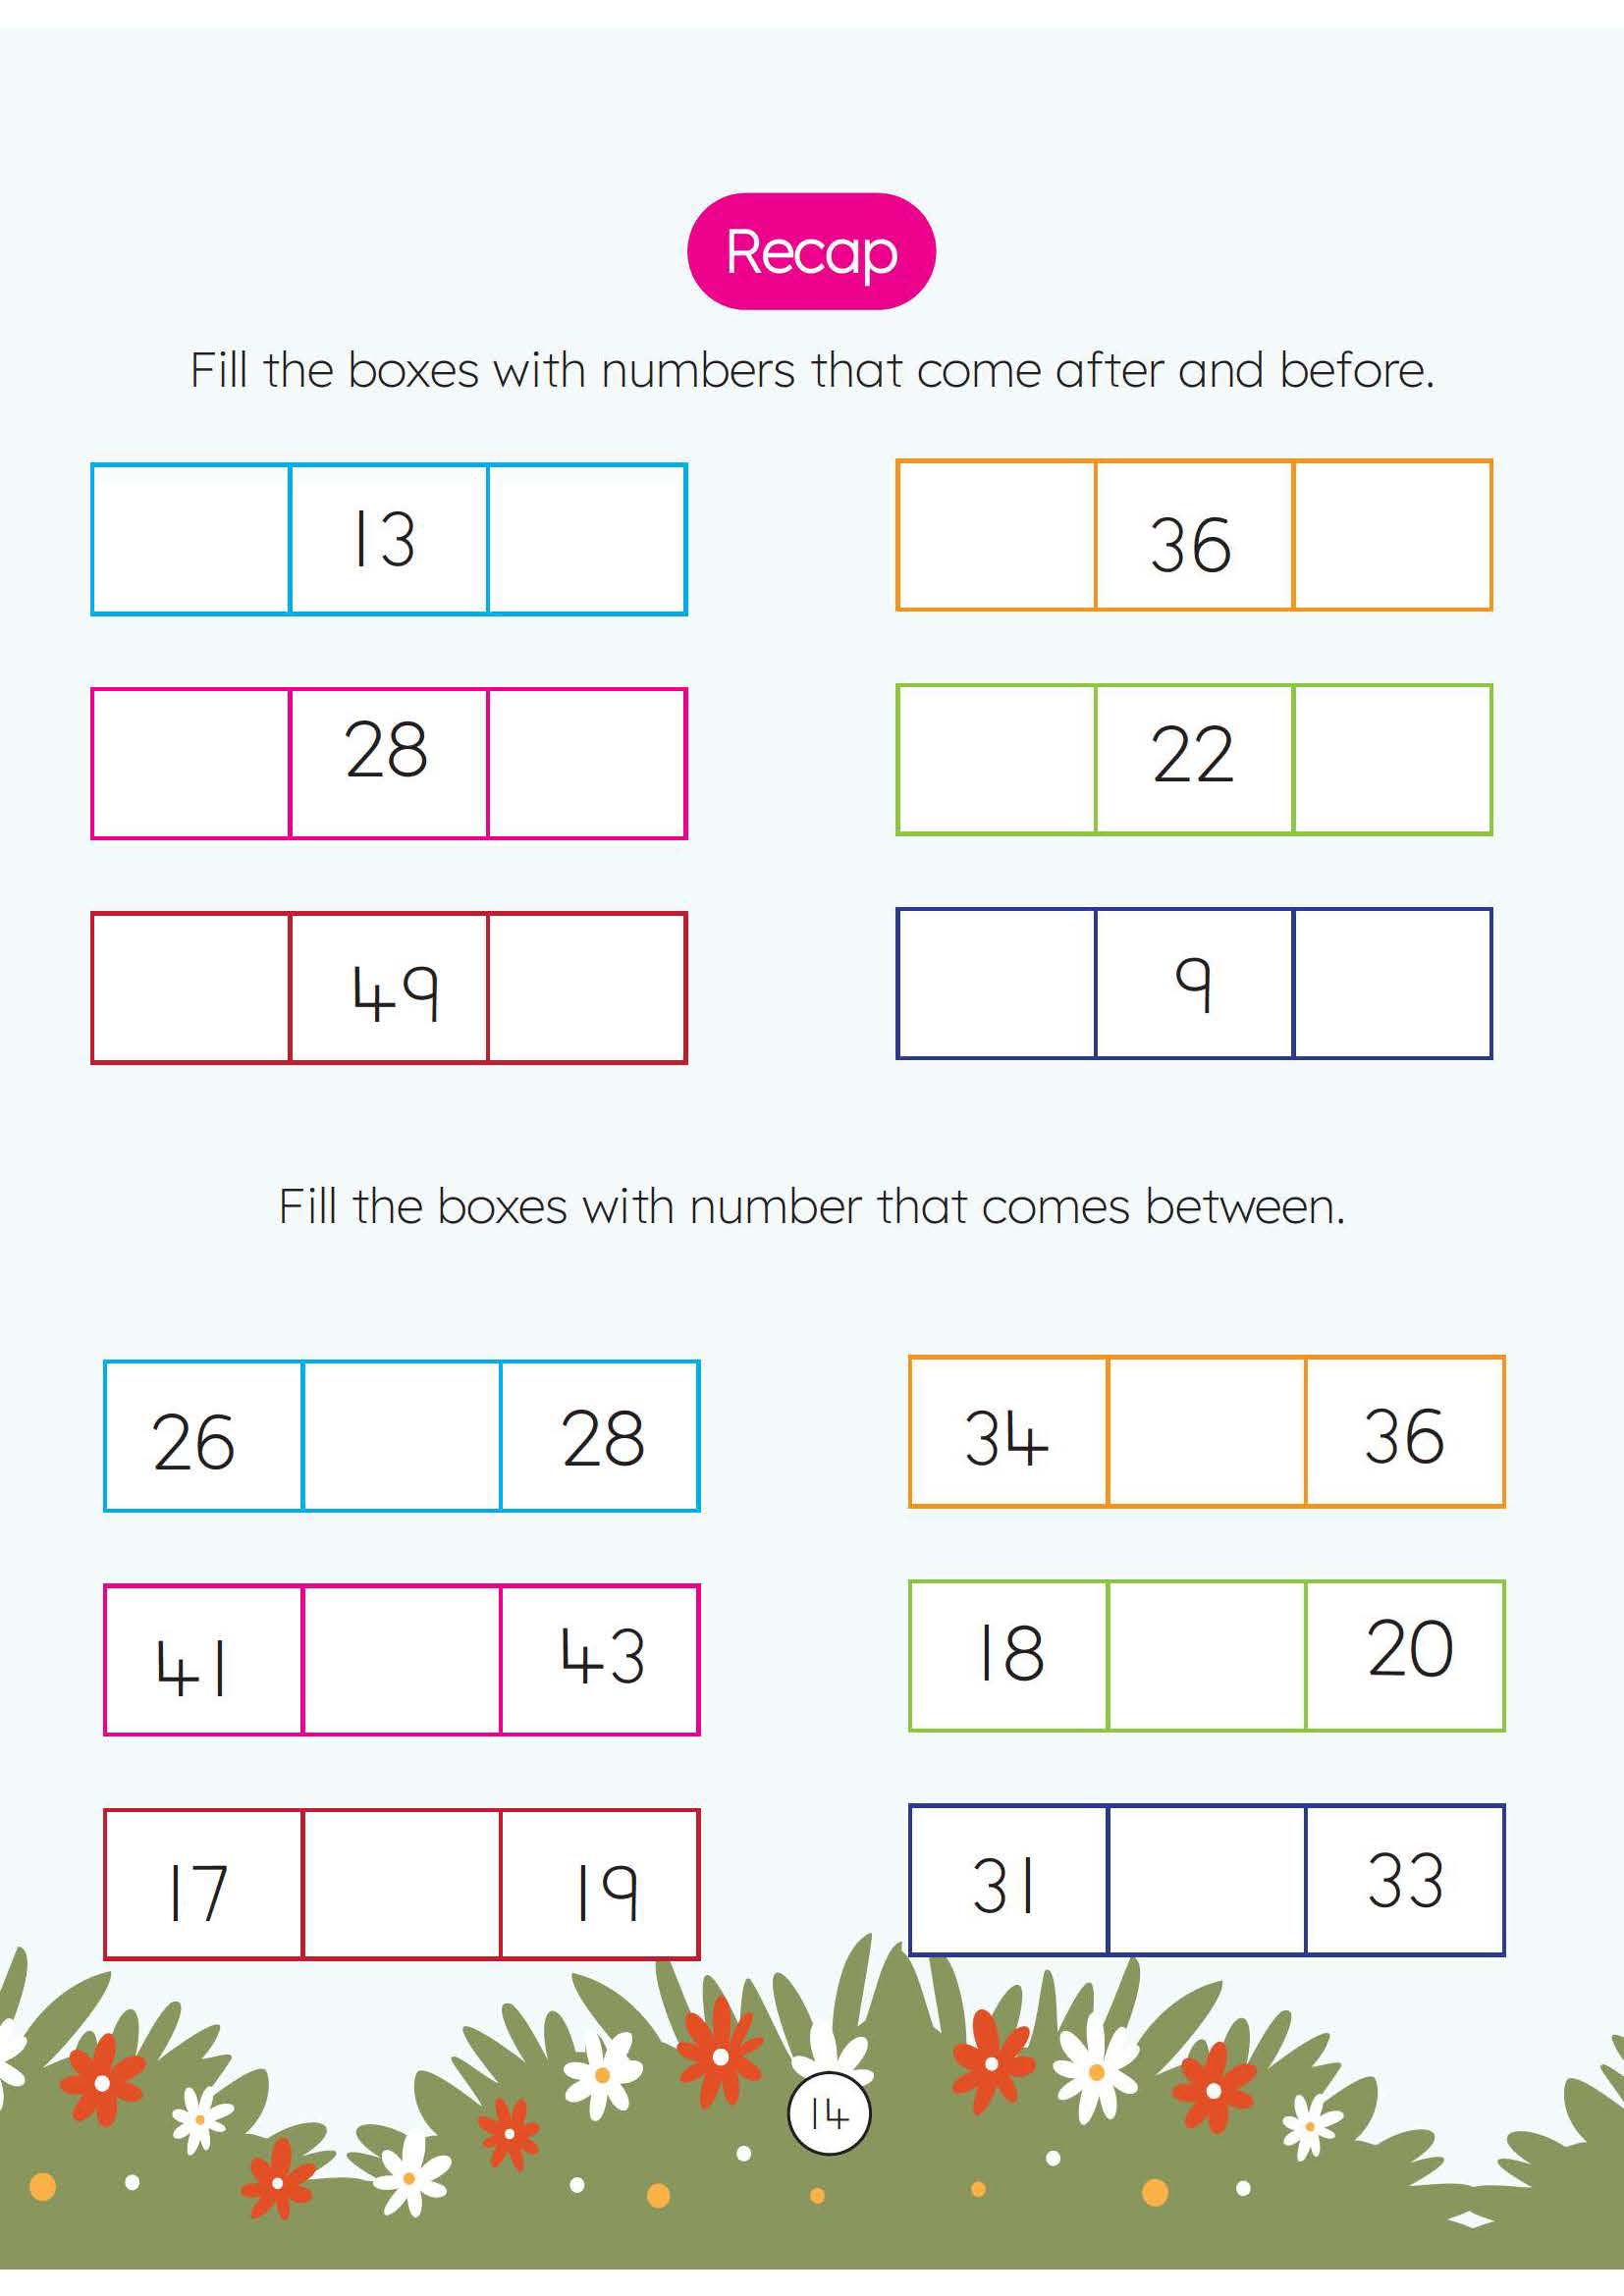 Recap
Fill the boxes with numbers that come after and before.
13 36
28 22
49 9
Fill the boxes with number that comes between.
26 28 34 36
41 43 18 20
17 19 31 33
14